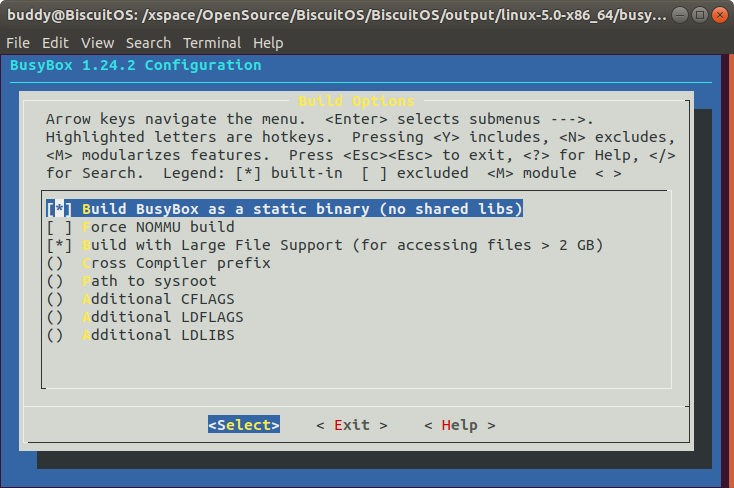 buddy@BiscuitOS: /xspace/OpenSource/BiscuitOS/BiscuitOS/output/linux-5.0-x86_64/busy...
File Edit View Search Terminal Help
BusyBox 1.24.2 Configuration
Build Options
Arrow keys navigate the menu. <Enter> selects submenus --->.
Highlighted letters are hotkeys. Pressing <Y> includes, <N> excludes,
<M> modularizes features. Press <Esc><Esc> to exit, <?> for Help, </>
for Search. Legend: [*] built-in [ ] excluded <M> module < >
[*] Build BusyBox as a static binary (no shared libs)
[ ] Force NOMMU build
[*] Build with Large File Support (for accessing files > 2 GB)
() Cross Compiler prefix
() Path to sysroot
() Additional CFLAGS
() Additional LDFLAGS
() Additional LDLIBS
<Select> < Exit > < Help >